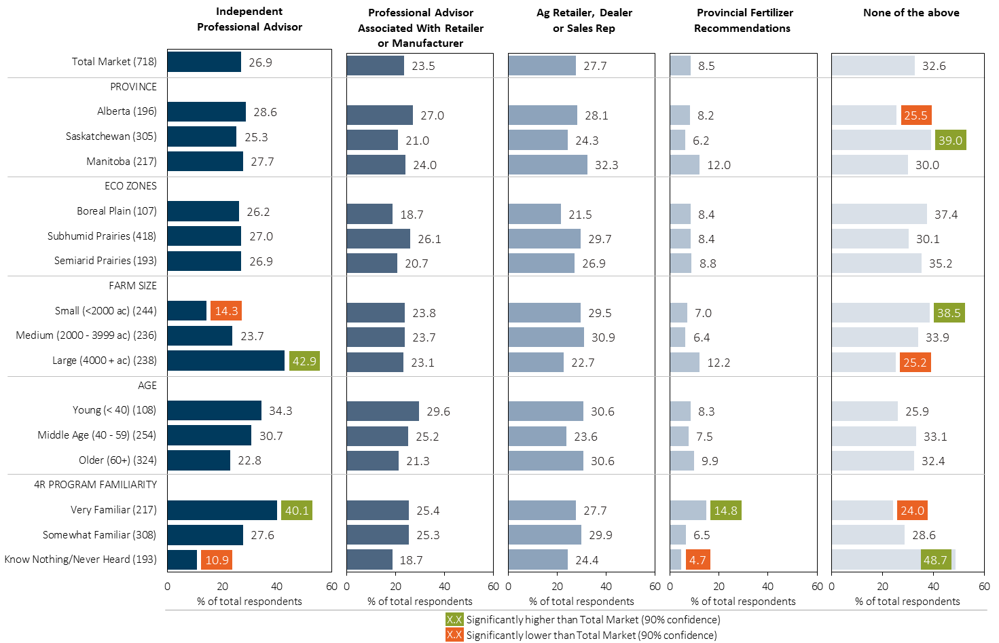 Independent
Professional Advisor
Professional Advisor
Associated With Retailer
or Manufacturer
Ag Retailer, Dealer
or Sales Rep
Provincial Fertilizer
Recommendations
None of the above
Total Market (718) 26.9 23.5 27.7 8.5 32.6
PROVINCE
Alberta (196) 28.6 27.0 28.1 8.2 25.5
Saskatchewan (305) 25.3 21.0 24.3 6.2 39.0
Manitoba (217) 27.7 24.0 32.3 12.0 30.0
ECO ZONES
Boreal Plain (107) 26.2 18.7 21.5 8.4 37.4
Subhumid Prairies (418) 27.0 26.1 29.7 8.4 30.1
Semiarid Prairies (193) 26.9 20.7 26.9 8.8 35.2
FARM SIZE
Small (<2000 ac) (244) 14.3 23.8 29.5 7.0 38.5
Medium (2000 - 3999 ac) (236) 23.7 23.7 30.9 6.4 33.9
Large (4000 + ac) (238) 42.9 23.1 22.7 12.2 25.2
AGE
Young (< 40) (108) 34.3 29.6 30.6 8.3 25.9
Middle Age (40 - 59) (254) 30.7 25.2 23.6 7.5 33.1
Older (60+) (324) 22.8 21.3 30.6 9.9 32.4
4R PROGRAM FAMILIARITY
Very Familiar (217) 40.1 25.4 27.7 14.8 24.0
Somewhat Familiar (308) 27.6 25.3 29.9 6.5 28.6
Know Nothing/Never Heard (193) 10.9 18.7 24.4 4.7 48.7
0 20 40 60 0 20 40 60 0 20 40 60 0 20 40 60 0 20 40 60
% of total respondents % of total respondents % of total respondents % of total respondents % of total respondents
X.X Significantly higher than Total Market (90% confidence)
X.X Significantly lower than Total Market (90% confidence)